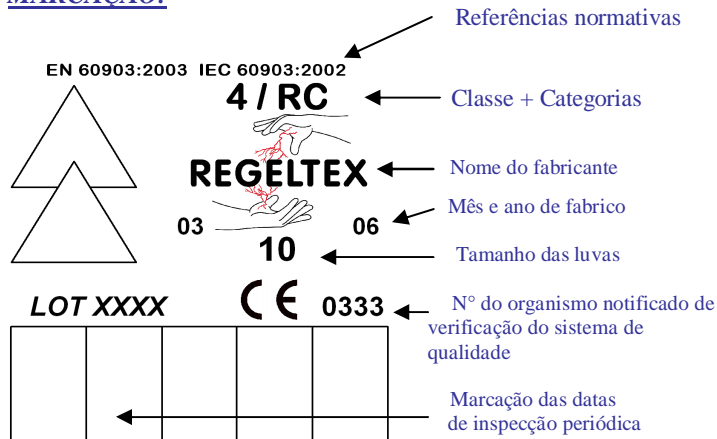 MARCAÇÃO:
Referências normativas
EN 60903:2003 IEC 60903:2002
4 / RC
Classe + Categorias
REGELTEX
Nome do fabricante
03
06
Mês e ano de fabrico
10
Tamanho das luvas
LOT XXXX
CE
0333
N° do organismo notificado de
verificação do sistema de
qualidade
Marcação das datas
de inspecção periódica